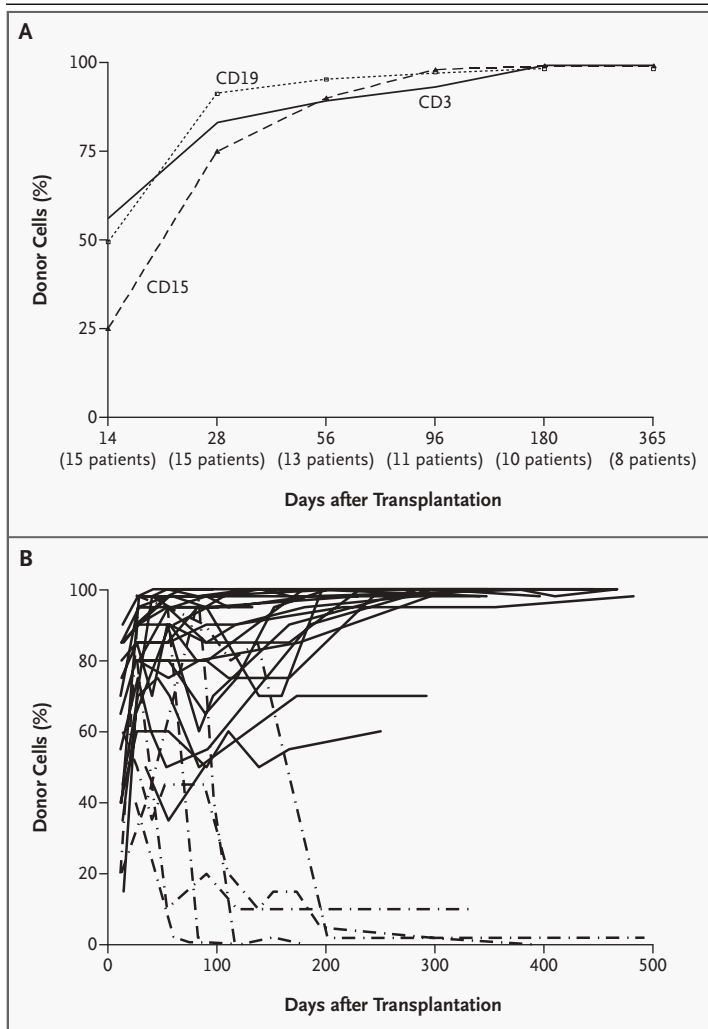 A
100
75
50
25
0
Donor Cells (%)
CD19
CD3
CD15
14 28 56 96 180 365
(15 patients) (15 patients) (13 patients) (11 patients) (10 patients) (8 patients)
Days after Transplantation
B
100
80
60
40
20
0
Donor Cells (%)
0 100 200 300 400 500
Days after Transplantation